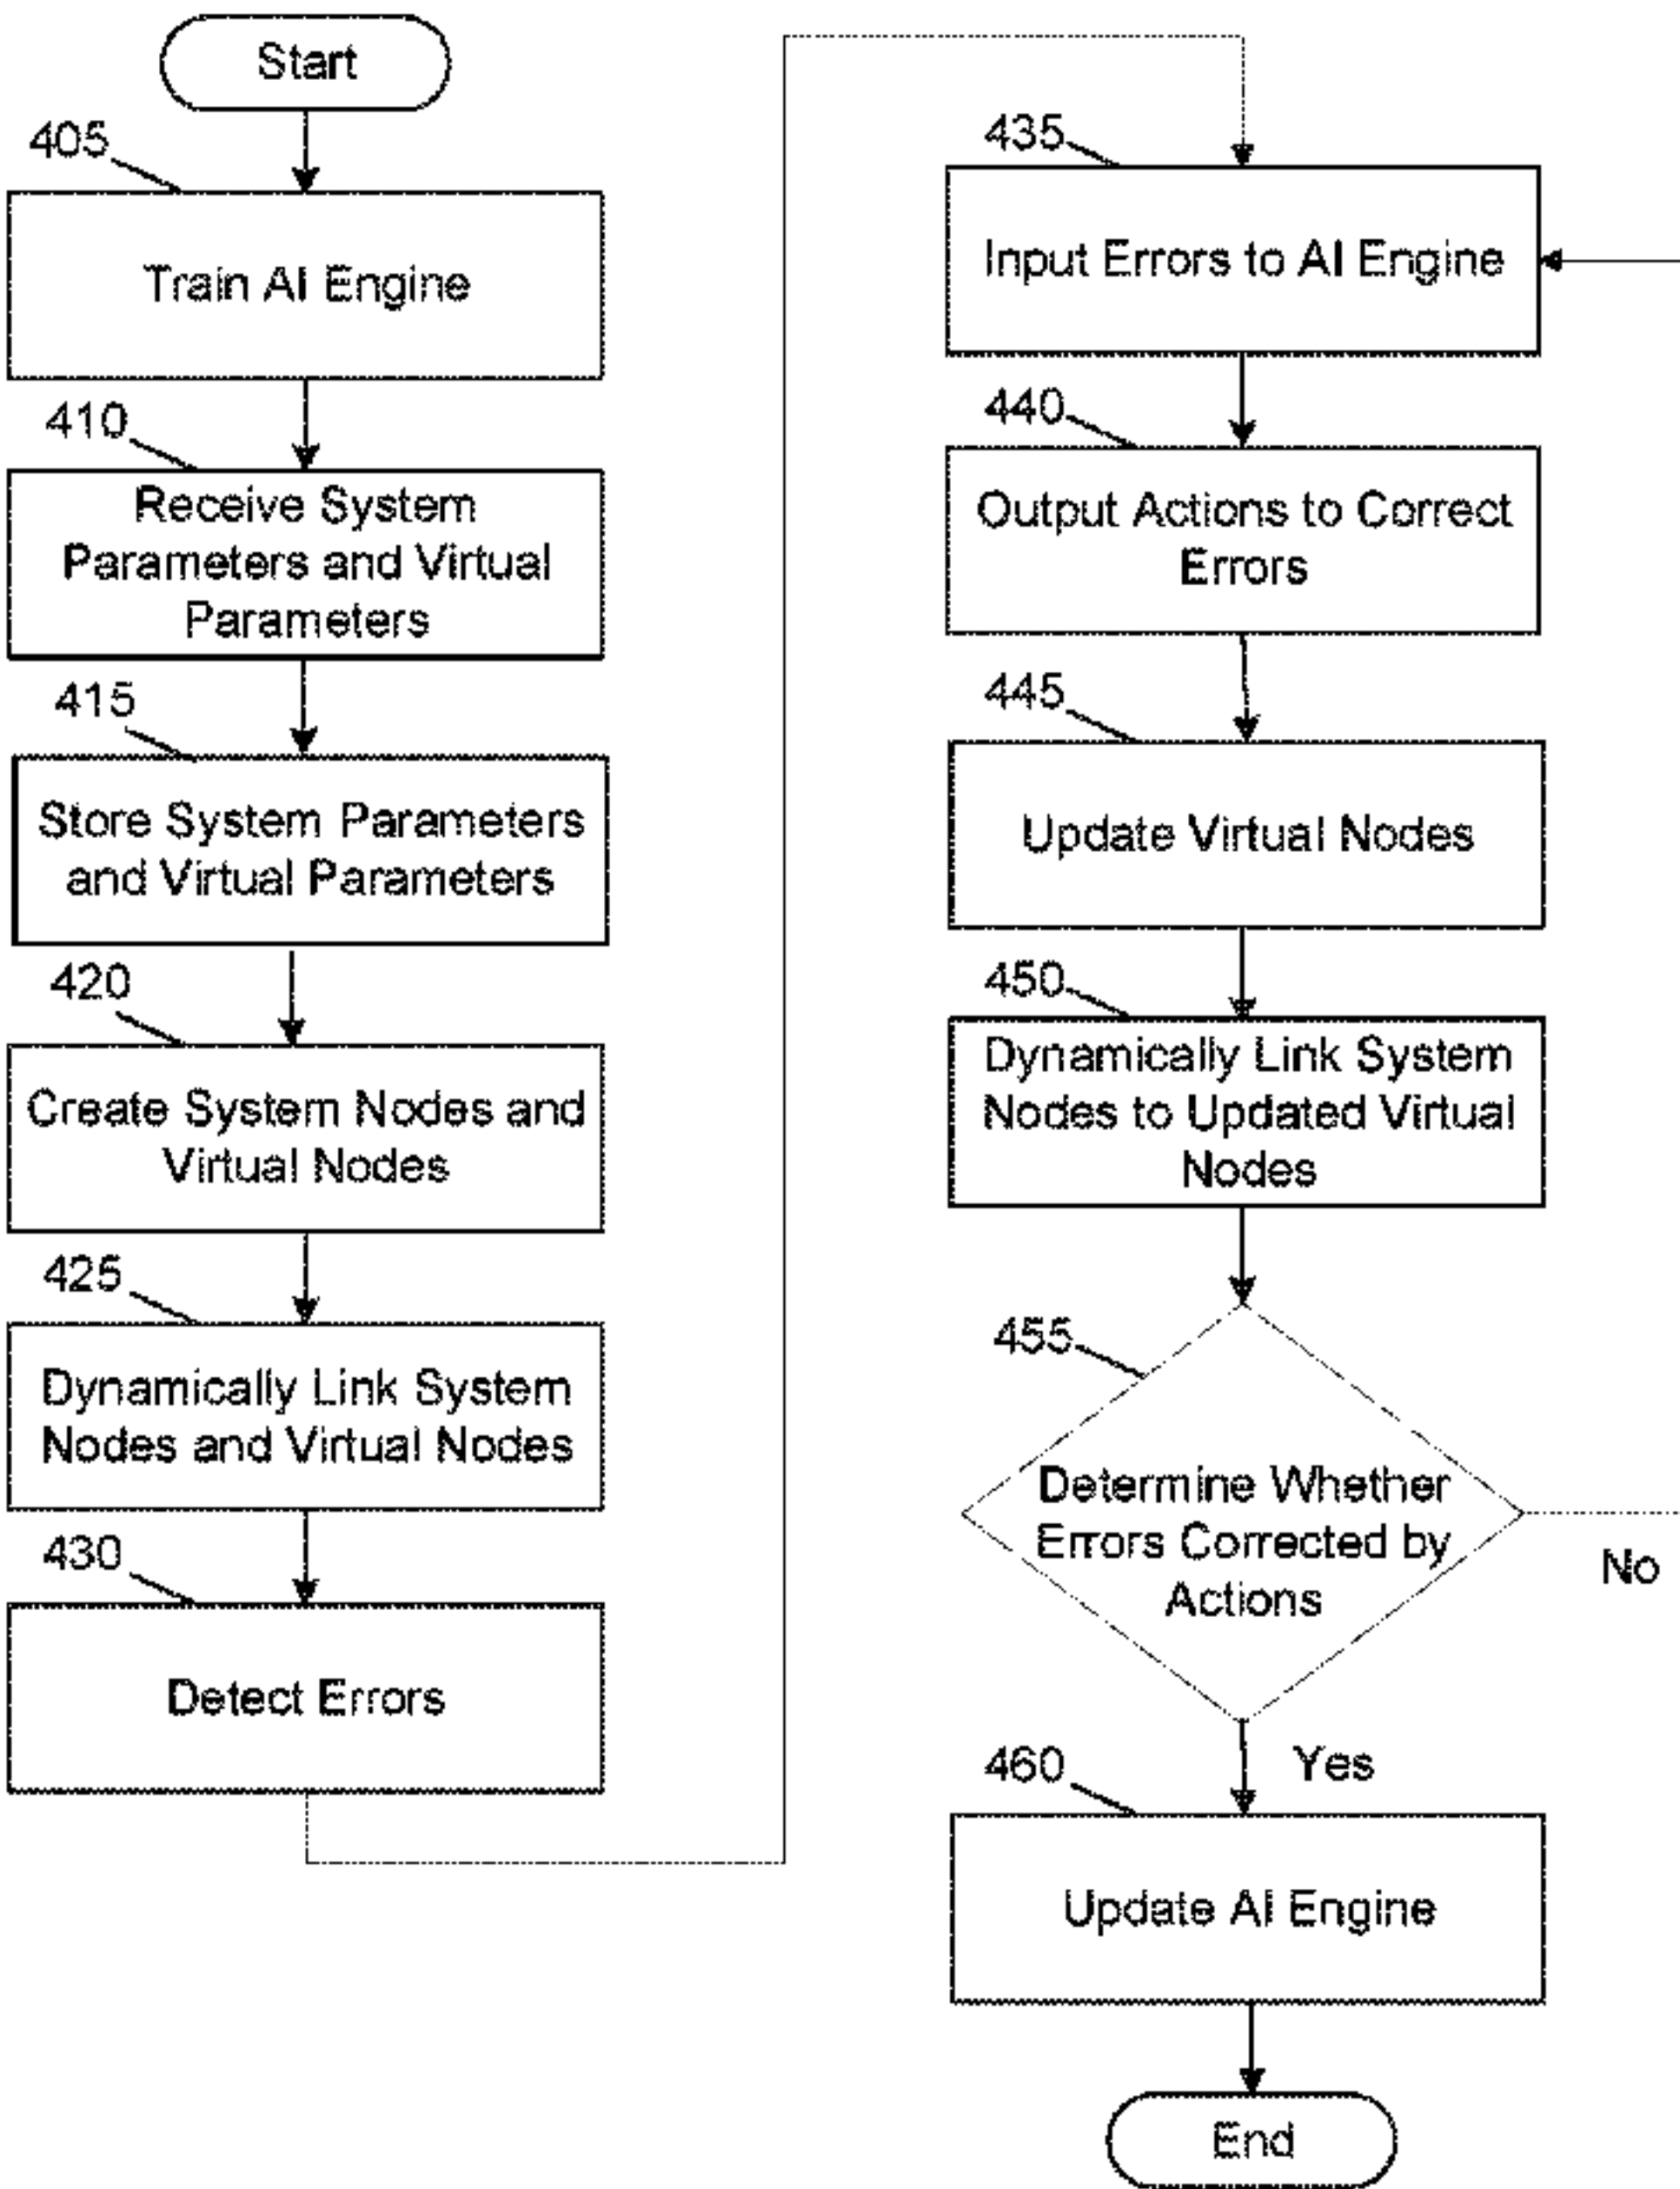 Start
405
Train AI Engine
410
Receive System
Parameters and Virtual
Parameters
415
Store System Parameters
and Virtual Parameters
420
Create System Nodes and
Virtual Nodes
425
Dynamically Link System
Nodes and Virtual Nodes
430
Detect Errors
435
Input Errors to AI Engine
440
Output Actions to Correct
Errors
445
Update Virtual Nodes
450
Dynamically Link System
Nodes to Updated Virtual
Nodes
455
Determine Whether
Errors Corrected by
Actions
No
Yes
460
Update AI Engine
End